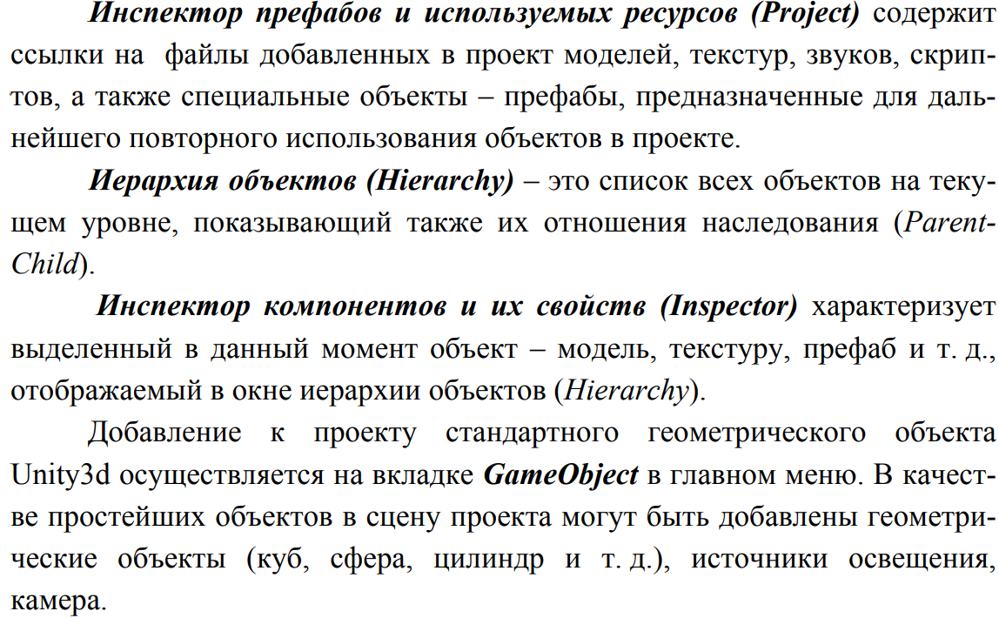 Инспектор префабов и используемых ресурсов (Project) содержит
ссылки на файлы добавленных в проект моделей, текстур, звуков, скрип-
тов, а также специальные объекты – префабы, предназначенные для даль-
нейшего повторного использования объектов в проекте.
Иерархия объектов (Hierarchy) – это список всех объектов на теку-
щем уровне, показывающий также их отношения наследования (Parent-
Child).
Инспектор компонентов и их свойств (Inspector) характеризует
выделенный в данный момент объект – модель, текстуру, префаб и т. д.,
отображаемый в окне иерархии объектов (Hierarchy).
Добавление к проекту стандартного геометрического объекта
Unity3d осуществляется на вкладке GameObject в главном меню. В качест-
ве простейших объектов в сцену проекта могут быть добавлены геометри-
ческие объекты (куб, сфера, цилиндр и т. д.), источники освещения,
камера.